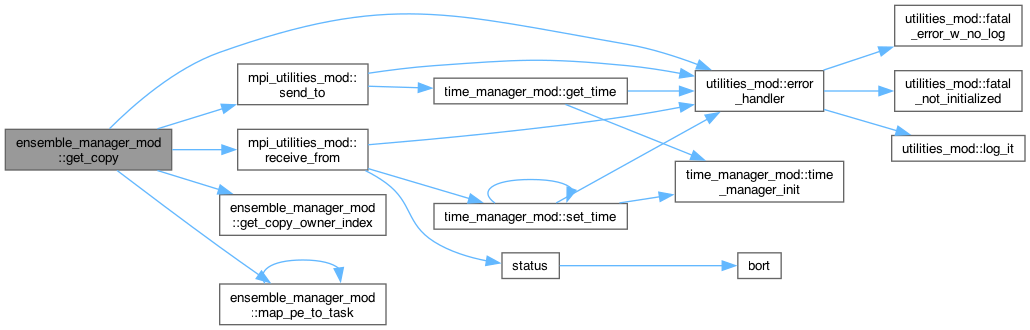 ensemble_manager_mod
::get_copy
mpi_utilities_mod::
send_to
mpi_utilities_mod::
receive_from
ensemble_manager_mod
::get_copy_owner_index
ensemble_manager_mod
::map_pe_to_task
time_manager_mod::get_time
time_manager_mod::set_time
status
utilities_mod::error
_handler
time_manager_mod::time
_manager_init
bort
utilities_mod::fatal
_error_w_no_log
utilities_mod::fatal
_not_initialized
utilities_mod::log_it